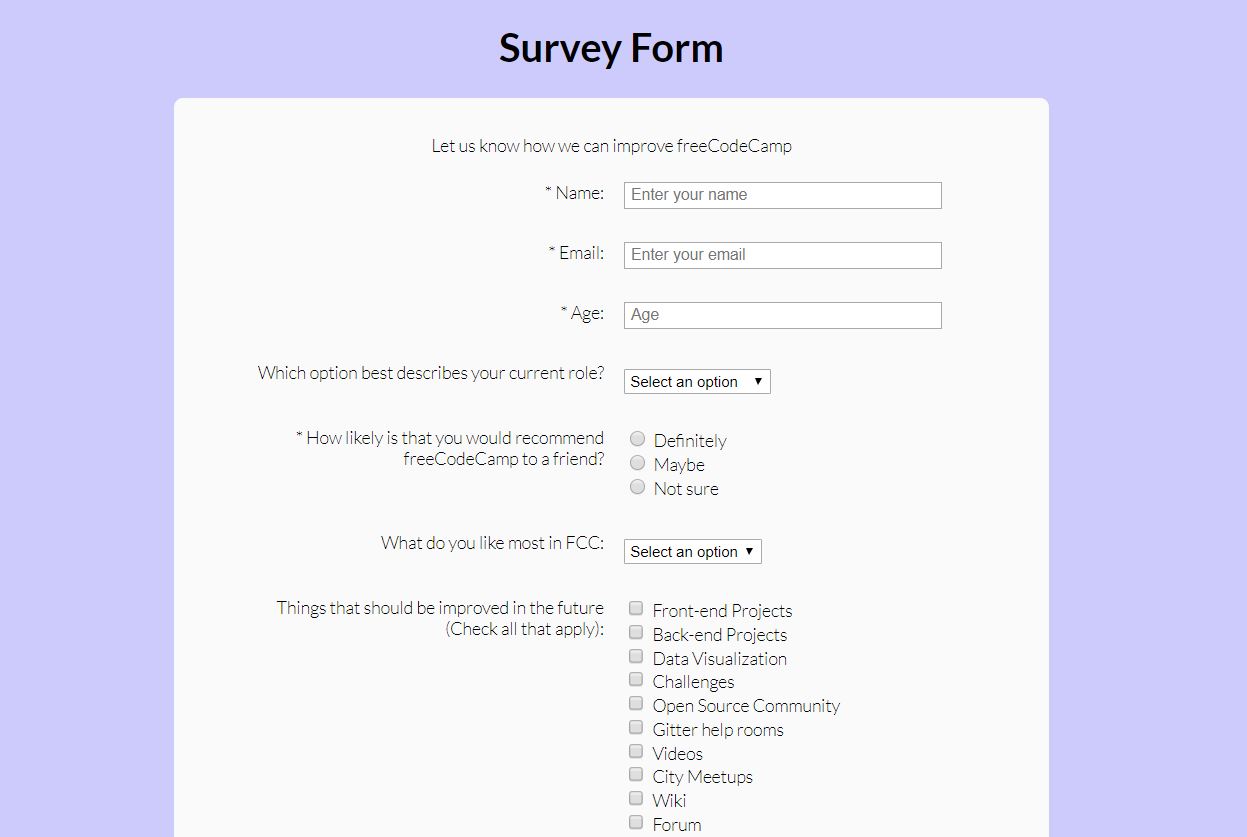 Survey Form
Let us know how we can improve freeCodeCamp
* Name: Enter your name
* Email: Enter your email
* Age: Age
Which option best describes your current role? Select an option
* How likely is that you would recommend
freeCodeCamp to a friend?
Definitely
Maybe
Not sure
What do you like most in FCC: Select an option
Things that should be improved in the future
(Check all that apply):
Front-end Projects
Back-end Projects
Data Visualization
Challenges
Open Source Community
Gitter help rooms
Videos
City Meetups
Wiki
Forum